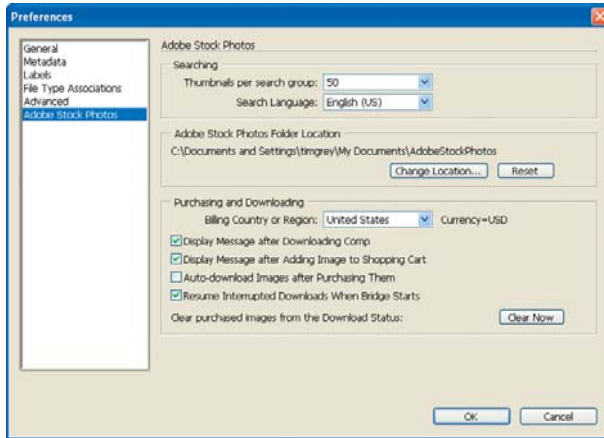 Preferences
General
Metadata
Labels
File Type Associations
Advanced
Adobe Stock Photos
Adobe Stock Photos
Searching
Thumbnails per search group: 50
Search Language: English (US)
Adobe Stock Photos Folder Location
C:\Documents and Settings\timgrey\My Documents\AdobeStockPhotos
Change Location... Reset
Purchasing and Downloading
Billing Country or Region: United States Currency=USD
Display Message after Downloading Comp
Display Message after Adding Image to Shopping Cart
Auto-download Images after Purchasing Them
Resume Interrupted Downloads When Bridge Starts
Clear purchased images from the Download Status: Clear Now
OK Cancel